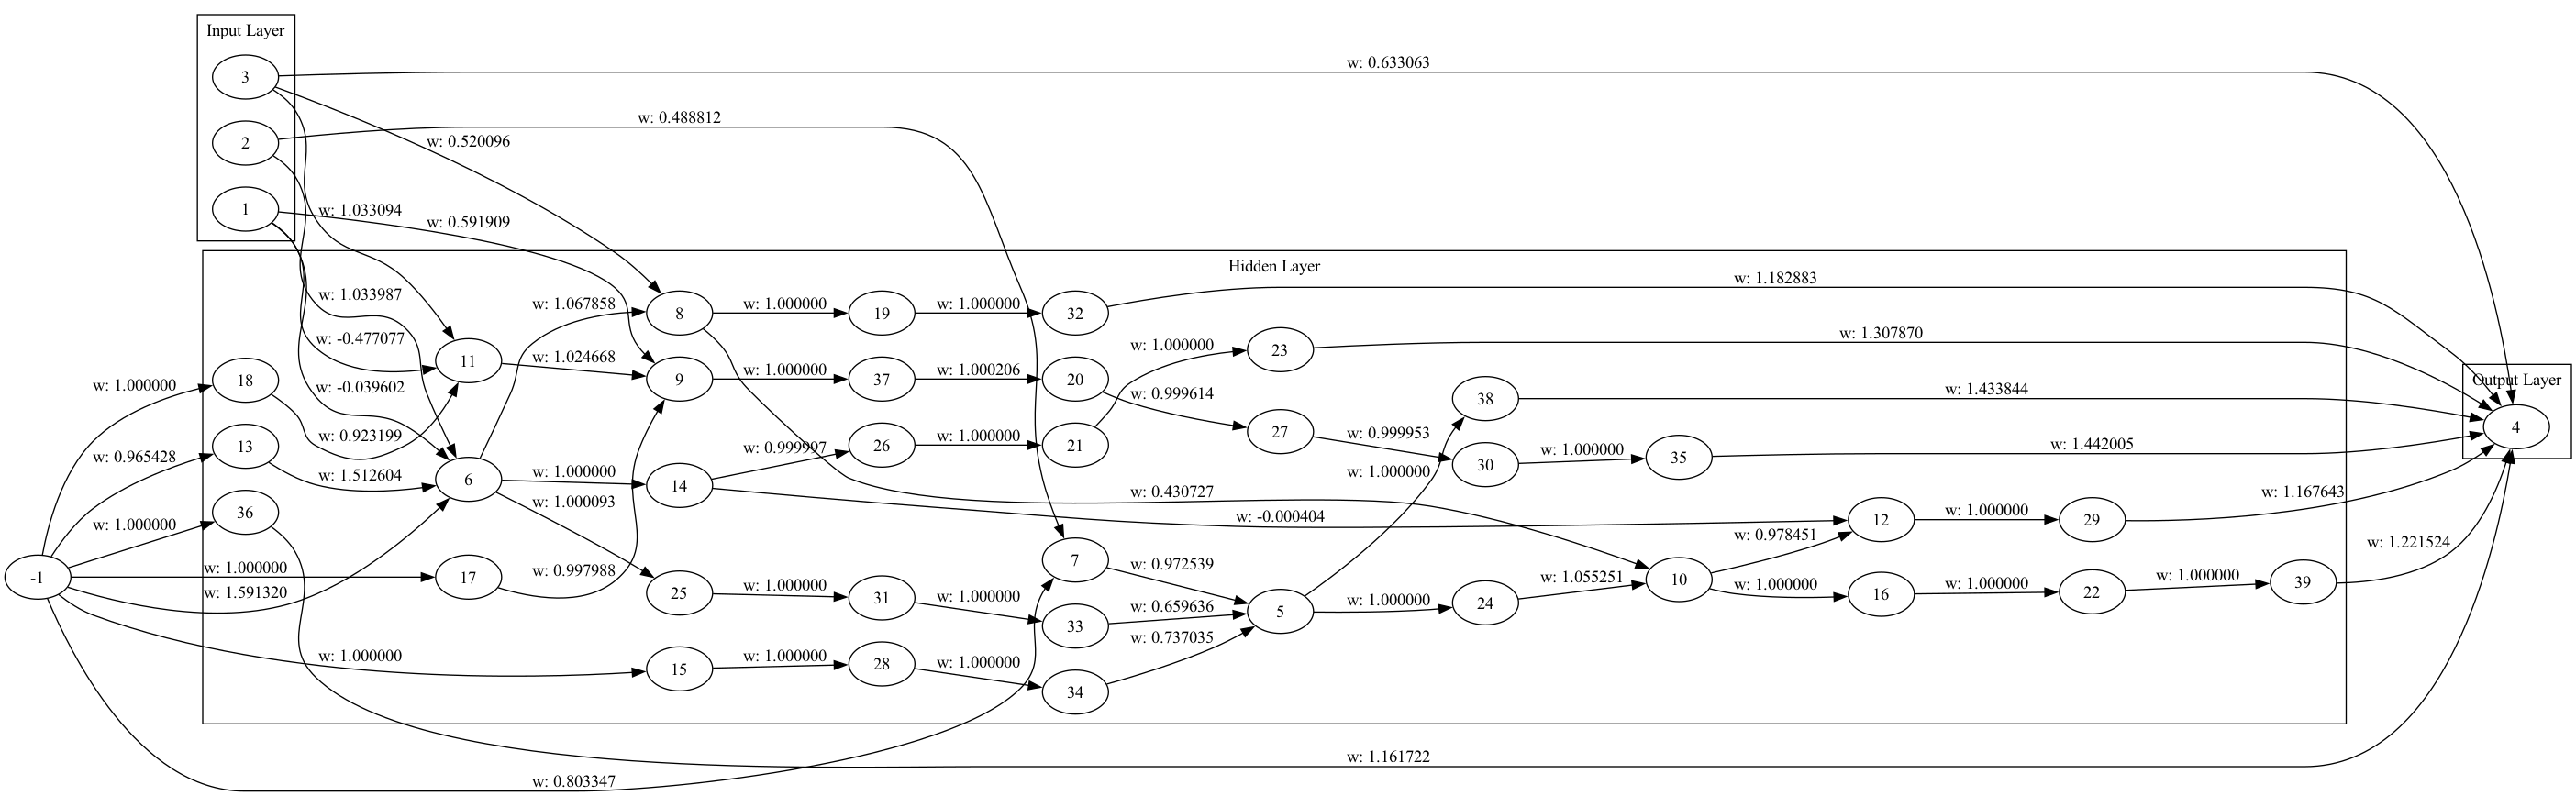 Input Layer
3
w: 0.633063
w: 0.488812
2
w: 0.520096
1
w: 1.033094
w: 0.591909
Hidden Layer
w: 1.182883
w: 1.033987
w: 1.067858
8
w: 1.000000
19
w: 1.000000
32
w: 1.307870
w: -0.477077
w: 1.000000
23
11
w: 1.024668
9
w: 1.000000
37
w: 1.000206
20
Output Layer
w: 1.000000
18
w: -0.039602
w: 0.999614
38
w: 1.433844
4
w: 0.923199
27
w: 0.999953
13
w: 0.999997
26
w: 1.000000
21
w: 1.442005
w: 0.965428
w: 1.512604
w: 1.000000
w: 1.000000
30
w: 1.000000
35
6
14
w: 0.430727
w: 1.167643
w: 1.000093
36
w: -0.000404
12
w: 1.000000
29
w: 1.000000
w: 0.978451
w: 1.221524
7
w: 0.972539
-1
w: 1.000000
17
w: 0.997988
w: 1.055251
10
w: 1.000000
w: 1.000000
w: 1.000000
39
w: 1.591320
25
w: 1.000000
31
w: 1.000000
w: 0.659636
5
w: 1.000000
24
16
22
33
w: 0.737035
w: 1.000000
15
w: 1.000000
28
w: 1.000000
34
w: 1.161722
w: 0.803347